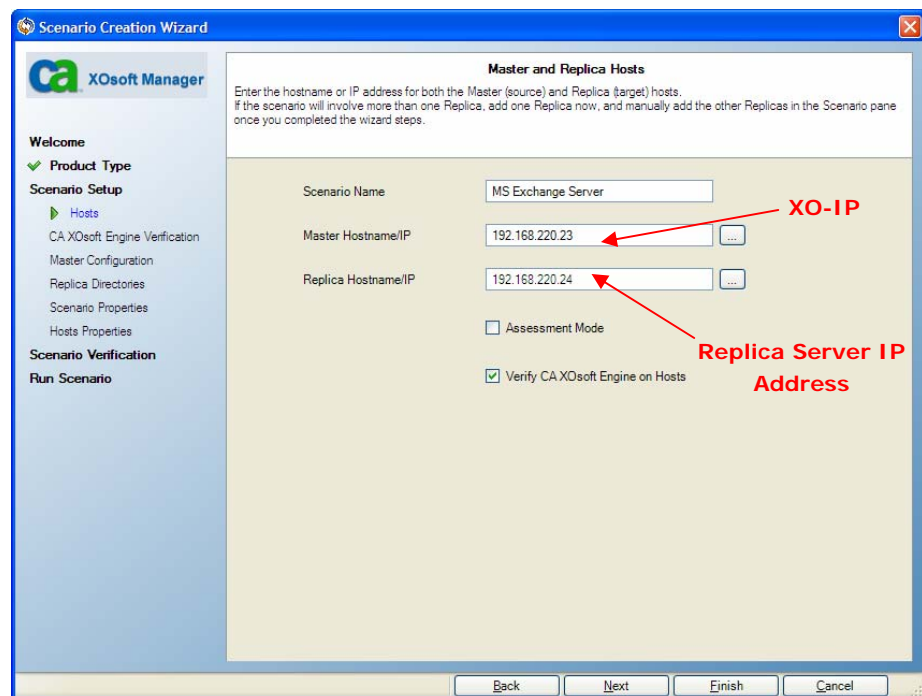 Scenario Creation Wizard
ca XOsoft Manager
Welcome
Product Type
Scenario Setup
Hosts
CA XOsoft Engine Verification
Master Configuration
Replica Directories
Scenario Properties
Hosts Properties
Scenario Verification
Run Scenario
Master and Replica Hosts
Enter the hostname or IP address for both the Master (source) and Replica (target) hosts.
If the scenario will involve more than one Replica, add one Replica now, and manually add the other Replicas in the Scenario pane
once you completed the wizard steps.
Scenario Name MS Exchange Server
XO-IP
Master Hostname/IP 192.168.220.23 ...
Replica Hostname/IP 192.168.220.24 ...
Assessment Mode
Replica Server IP
Address
Verify CA XOsoft Engine on Hosts
Back Next Finish Cancel